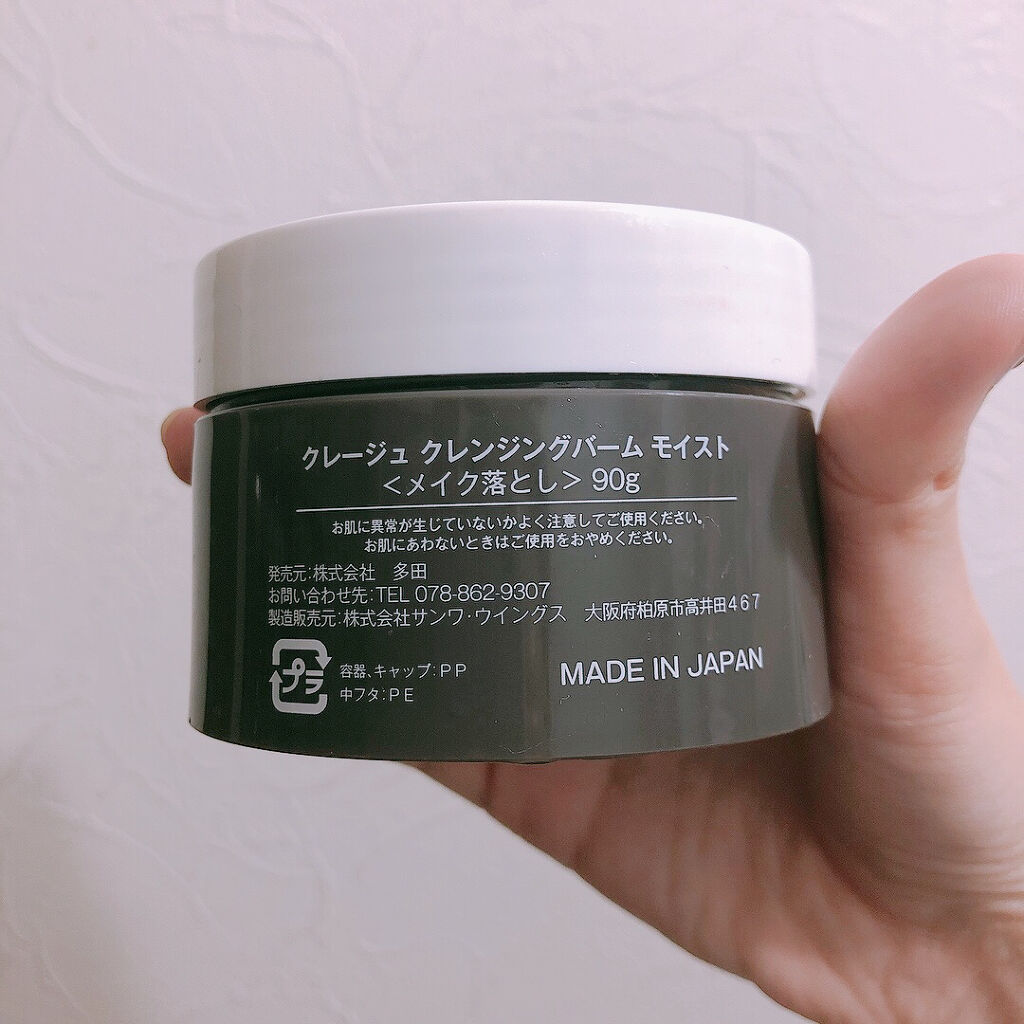 クレージュ クレンジングバーム モイスト
<メイク落とし> 90g
お肌に異常が生じていないかよく注意してご使用ください。
お肌にあわないときはご使用をおやめください。
発売元:株式会社 多田
お問い合わせ先:TEL 078-862-9307
製造販売元:株式会社サンワ・ウイングス 大阪府柏原市高井田467
プラ
容器、キャップ:PP
中フタ:PE
MADE IN JAPAN